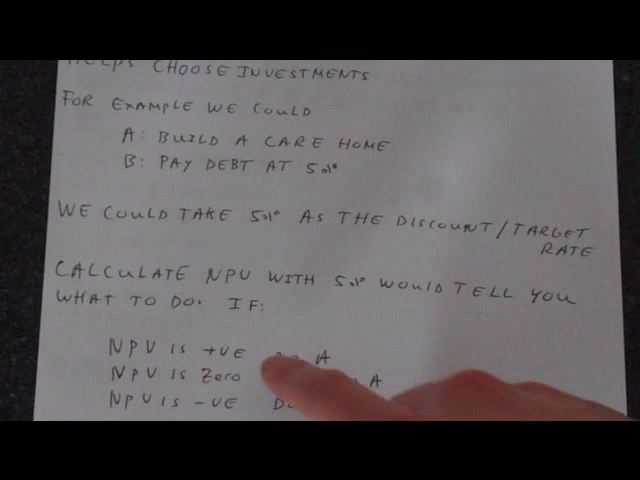 HELPS CHOOSE INVESTMENTS
FOR EXAMPLE WE COULD
A: BUILD A CARE HOME
B: PAY DEBT AT 5%
WE COULD TAKE 5% AS THE DISCOUNT/TARGET
RATE
CALCULATE NPV WITH 5% WOULD TELL YOU
WHAT TO DO. IF:
NPV IS +VE DO A
NPV IS Zero A
NPV IS -VE